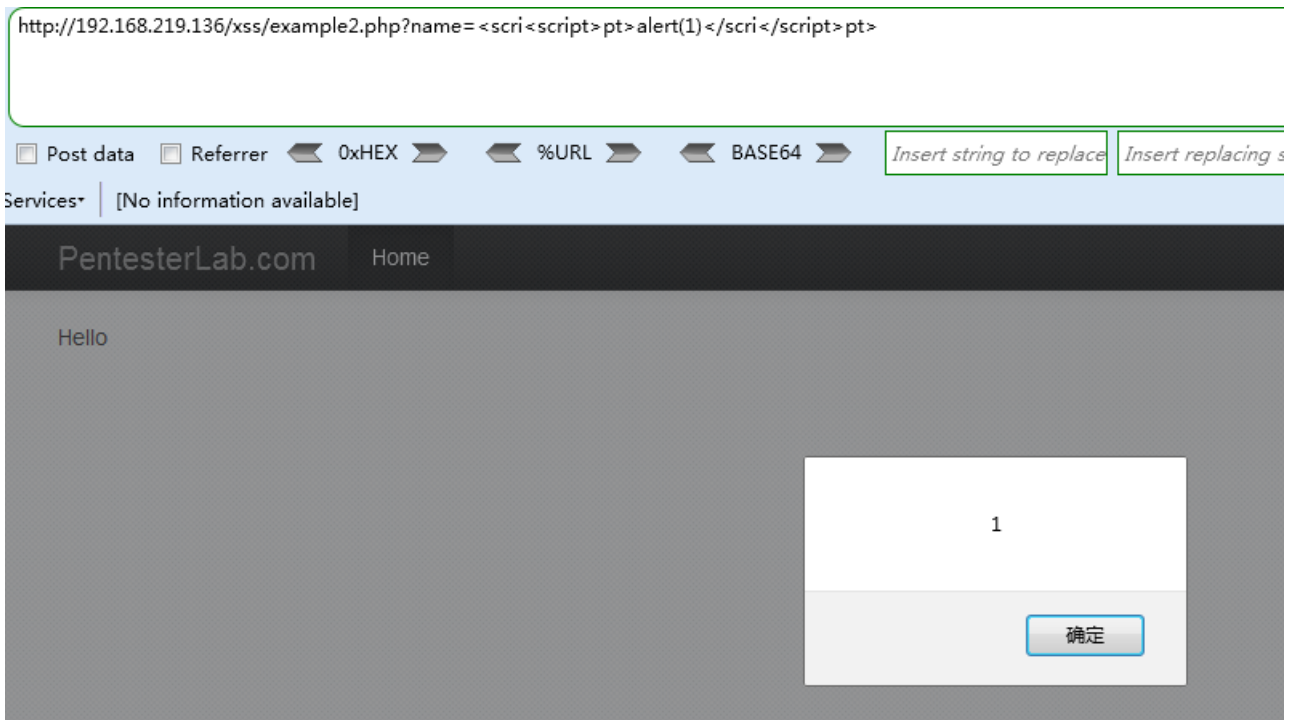 http://192.168.219.136/xss/example2.php?name=<scri<script>pt>alert(1)</scri</script>pt>
Post data Referrer 0xHEX %URL BASE64 Insert string to replace Insert replacing s
Services [No information available]
PentesterLab.com Home
Hello
1
确定